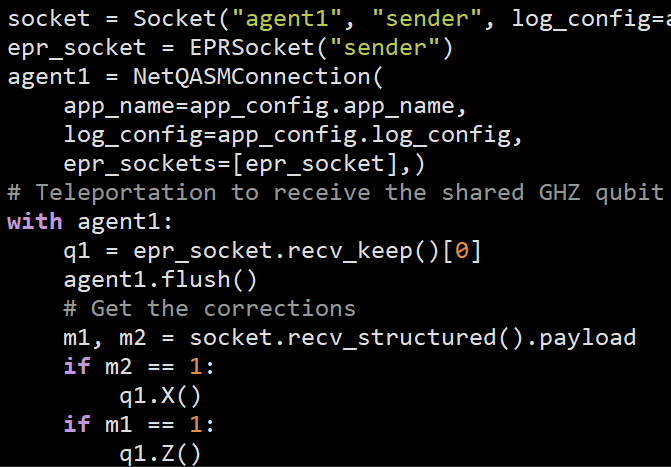 socket = Socket("agent1", "sender", log_config=
epr_socket = EPRSocket("sender")
agent1 = NetQASMConnection(
    app_name=app_config.app_name,
    log_config=app_config.log_config,
    epr_sockets=[epr_socket],)
# Teleportation to receive the shared GHZ qubit
with agent1:
    q1 = epr_socket.recv_keep()[0]
    agent1.flush()
    # Get the corrections
    m1, m2 = socket.recv_structured().payload
    if m2 == 1:
        q1.X()
    if m1 == 1:
        q1.Z()